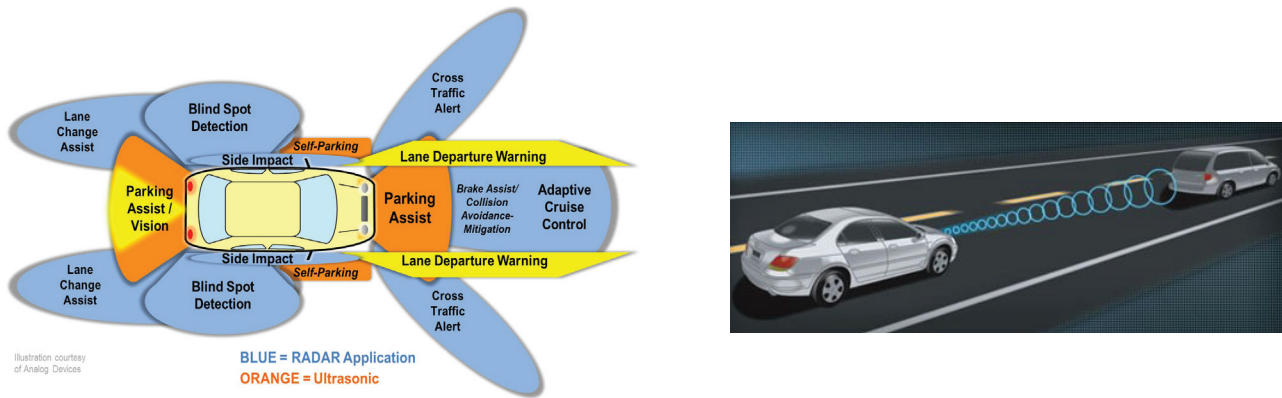 Cross
Traffic
Alert
Lane
Change
Assist
Blind Spot
Detection
Self-Parking
Side Impact
Lane Departure Warning
Parking
Assist /
Vision
Parking
Assist
Brake Assist/
Collision
Avoidance-
Mitigation
Adaptive
Cruise
Control
Side Impact
Lane Departure Warning
Self-Parking
Lane
Change
Assist
Blind Spot
Detection
Cross
Traffic
Alert
Illustration courtesy
of Analog Devices
BLUE = RADAR Application
ORANGE = Ultrasonic